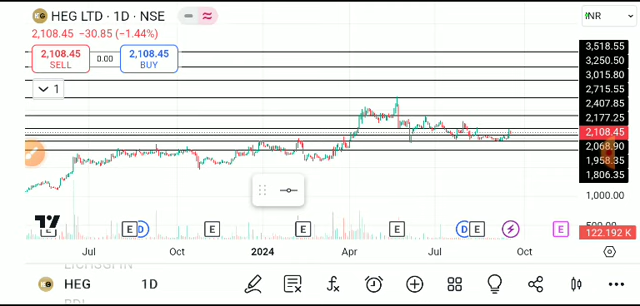 HEG LTD · 1D · NSE
INR
2,108.45 −30.85 (−1.44%)
2,108.45
SELL
0.00
2,108.45
BUY
1
3,518.55
3,250.50
3,015.80
2,715.55
2,407.85
2,177.25
2,108.45
2,068.90
1,958.35
1,806.35
1,000.00
122.192 K
E D E E E D E E
Jul Oct 2024 Apr Jul Oct
HEG 1D